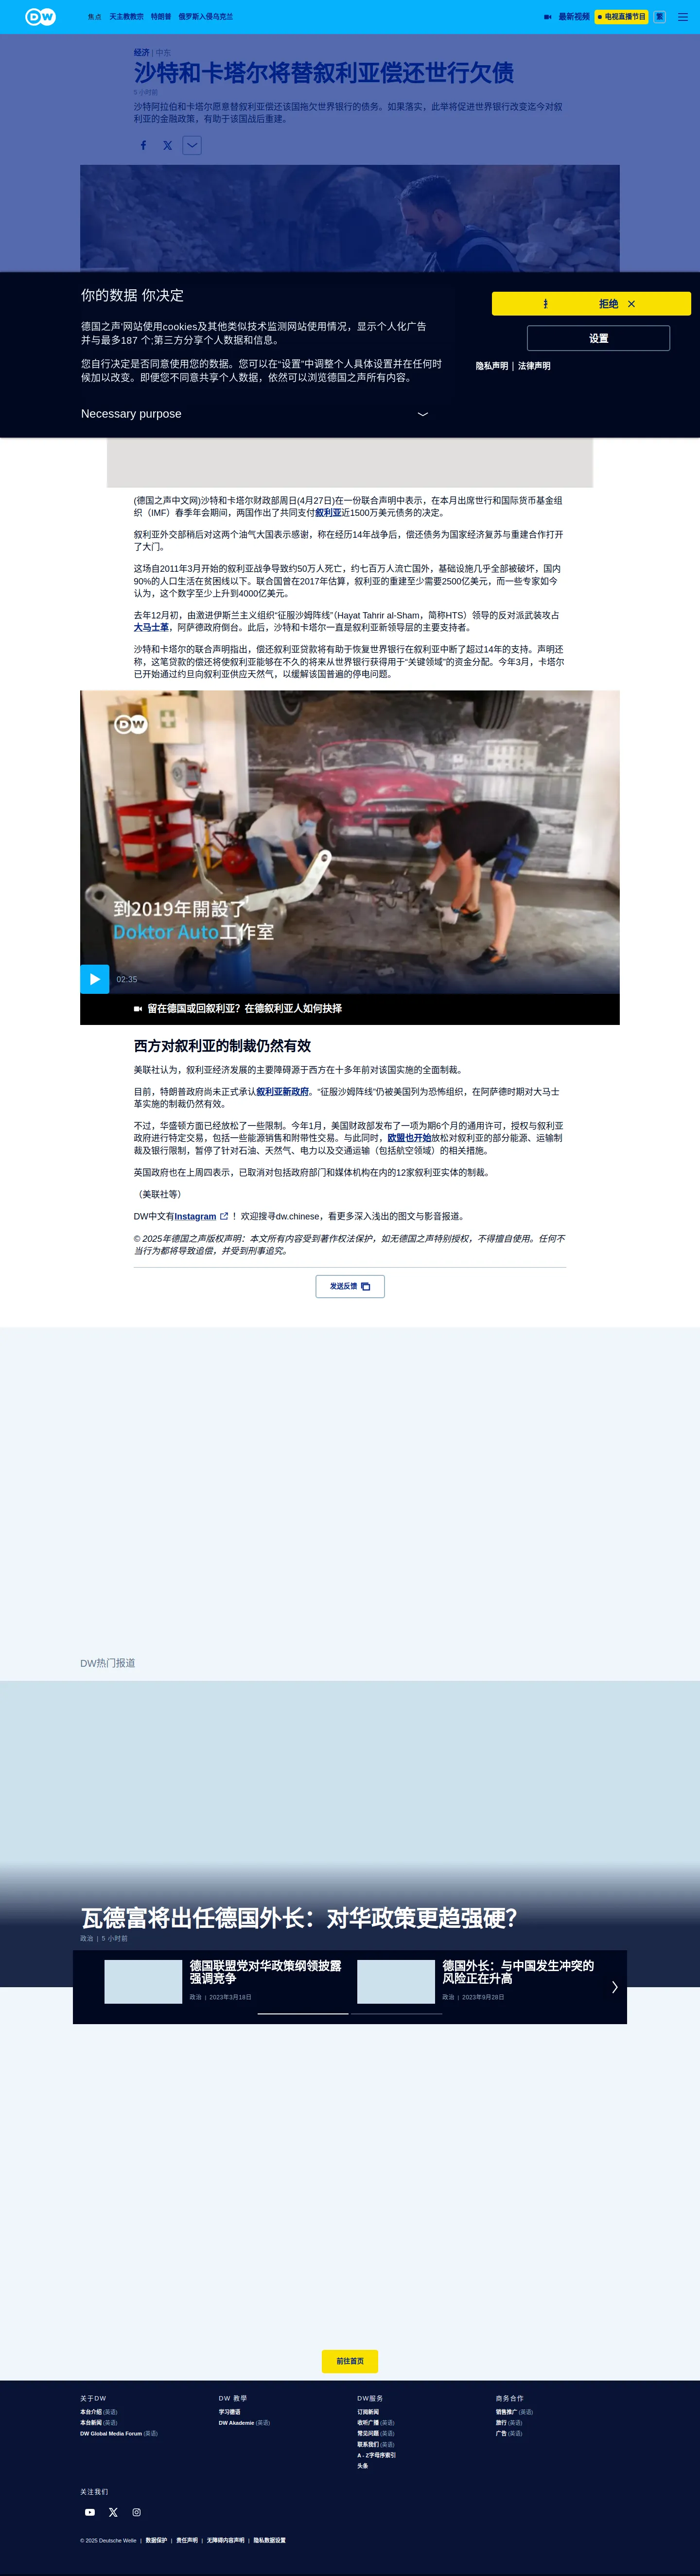 DW
焦点 天主教教宗 特朗普 俄罗斯入侵乌克兰
最新视频 电视直播节目 繁
经济 | 中东
沙特和卡塔尔将替叙利亚偿还世行欠债
5 小时前
沙特阿拉伯和卡塔尔愿意替叙利亚偿还该国拖欠世界银行的债务。如果落实，此举将促进世界银行改变迄今对叙
利亚的金融政策，有助于该国战后重建。
你的数据 你决定
拒绝
德国之声'网站使用cookies及其他类似技术监测网站使用情况，显示个人化广告
并与最多187 个;第三方分享个人数据和信息。
设置
您自行决定是否同意使用您的数据。您可以在"设置"中调整个人具体设置并在任何时
候加以改变。即便您不同意共享个人数据，依然可以浏览德国之声所有内容。
隐私声明 | 法律声明
Necessary purpose
(德国之声中文网)沙特和卡塔尔财政部周日(4月27日)在一份联合声明中表示，在本月出席世行和国际货币基金组
织（IMF）春季年会期间，两国作出了共同支付叙利亚近1500万美元债务的决定。
叙利亚外交部稍后对这两个油气大国表示感谢，称在经历14年战争后，偿还债务为国家经济复苏与重建合作打开
了大门。
这场自2011年3月开始的叙利亚战争导致约50万人死亡，约七百万人流亡国外，基础设施几乎全部被破坏，国内
90%的人口生活在贫困线以下。联合国曾在2017年估算，叙利亚的重建至少需要2500亿美元，而一些专家如今
认为，这个数字至少上升到4000亿美元。
去年12月初，由激进伊斯兰主义组织“征服沙姆阵线”（Hayat Tahrir al-Sham，简称HTS）领导的反对派武装攻占
大马士革，阿萨德政府倒台。此后，沙特和卡塔尔一直是叙利亚新领导层的主要支持者。
沙特和卡塔尔的联合声明指出，偿还叙利亚贷款将有助于恢复世界银行在叙利亚中断了超过14年的支持。声明还
称，这笔贷款的偿还将使叙利亚能够在不久的将来从世界银行获得用于“关键领域”的资金分配。今年3月，卡塔尔
已开始通过约旦向叙利亚供应天然气，以缓解该国普遍的停电问题。
DW
到2019年開設了
Doktor Auto工作室
02:35
留在德国或回叙利亚？在德叙利亚人如何抉择
西方对叙利亚的制裁仍然有效
美联社认为，叙利亚经济发展的主要障碍源于西方在十多年前对该国实施的全面制裁。
目前，特朗普政府尚未正式承认叙利亚新政府。“征服沙姆阵线”仍被美国列为恐怖组织，在阿萨德时期对大马士
革实施的制裁仍然有效。
不过，华盛顿方面已经放松了一些限制。今年1月，美国财政部发布了一项为期6个月的通用许可，授权与叙利亚
政府进行特定交易，包括一些能源销售和附带性交易。与此同时，欧盟也开始放松对叙利亚的部分能源、运输制
裁及银行限制，暂停了针对石油、天然气、电力以及交通运输（包括航空领域）的相关措施。
英国政府也在上周四表示，已取消对包括政府部门和媒体机构在内的12家叙利亚实体的制裁。
（美联社等）
DW中文有Instagram ！欢迎搜寻dw.chinese，看更多深入浅出的图文与影音报道。
© 2025年德国之声版权声明：本文所有内容受到著作权法保护，如无德国之声特别授权，不得擅自使用。任何不
当行为都将导致追偿，并受到刑事追究。
发送反馈
DW热门报道
瓦德富将出任德国外长：对华政策更趋强硬？
政治 | 5 小时前
德国联盟党对华政策纲领披露
强调竞争
政治 | 2023年3月18日
德国外长：与中国发生冲突的
风险正在升高
政治 | 2023年9月28日
前往首页
关于DW
本台介绍 (英语)
本台新闻 (英语)
DW Global Media Forum (英语)
DW 教學
学习德语
DW Akademie (英语)
DW服务
订阅新闻
收听广播 (英语)
常见问题 (英语)
联系我们 (英语)
A - Z字母序索引
头条
商务合作
销售推广 (英语)
旅行 (英语)
广告 (英语)
关注我们
© 2025 Deutsche Welle | 数据保护 | 责任声明 | 无障碍内容声明 | 隐私数据设置